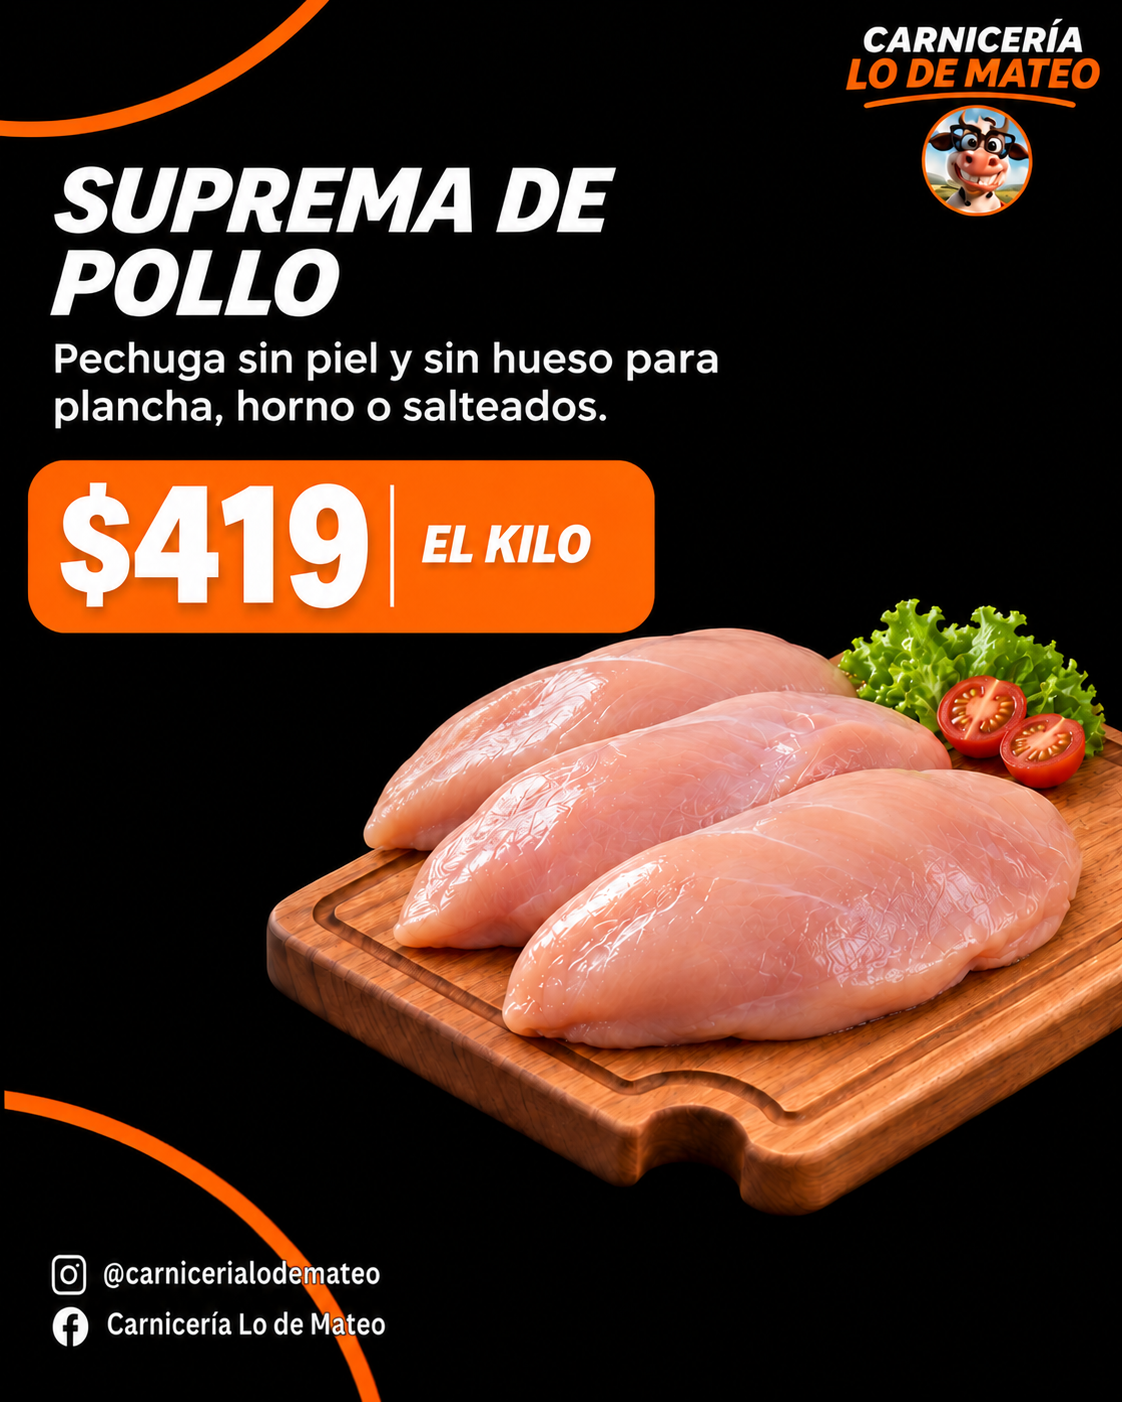 CARNICERÍA
LO DE MATEO
SUPREMA DE
POLLO
Pechuga sin piel y sin hueso para
plancha, horno o salteados.
$419 EL KILO
@carnicerialodemateo
Carnicería Lo de Mateo